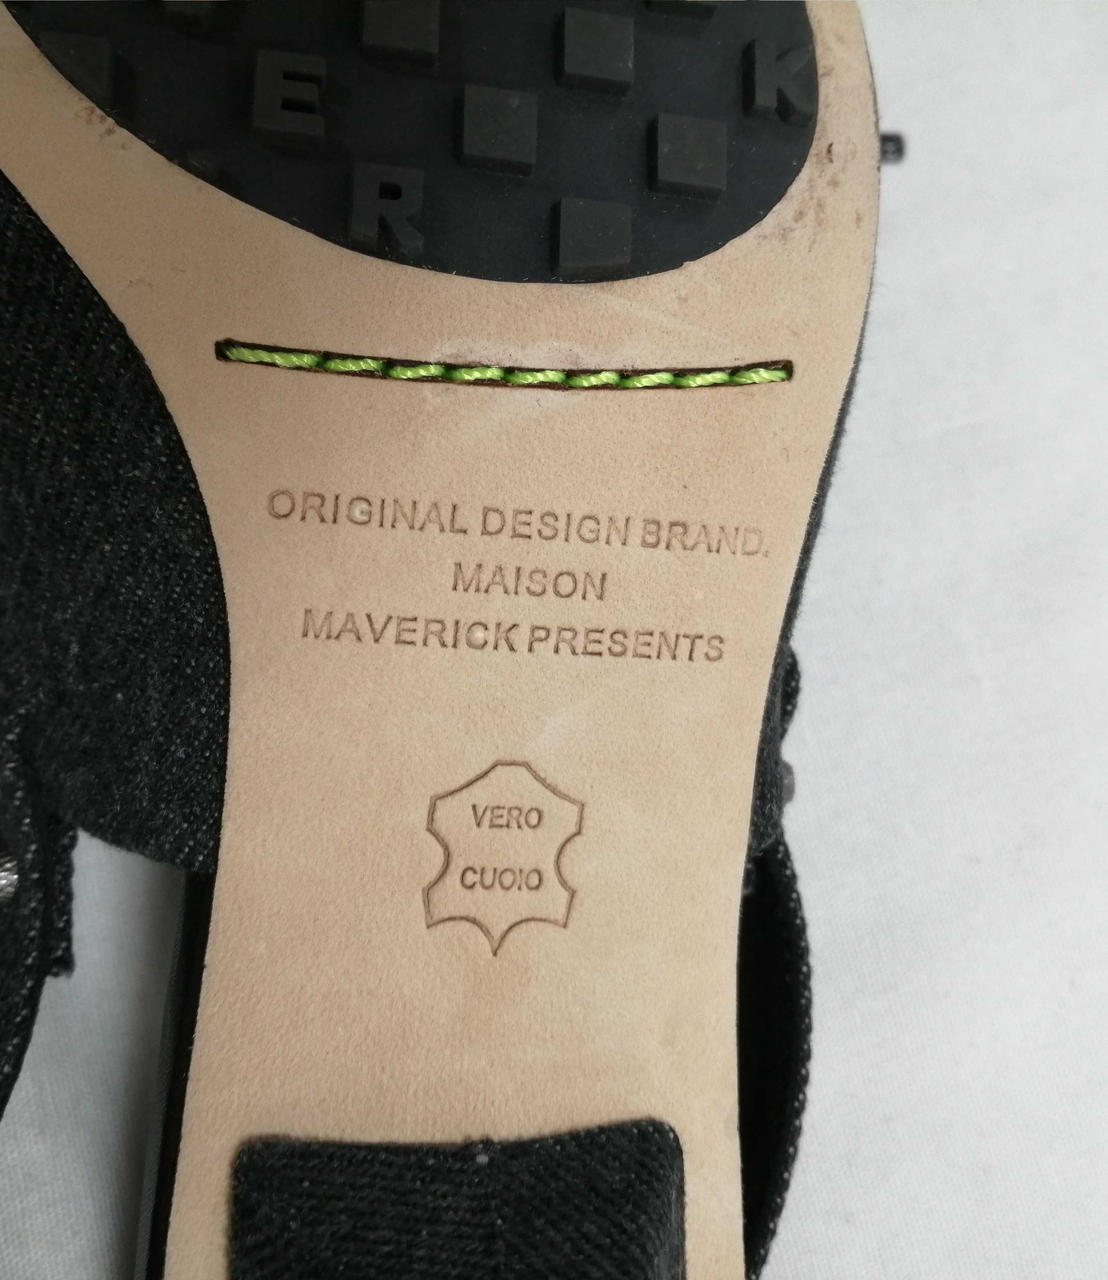 E
K
R
ORIGINAL DESIGN BRAND.
MAISON
MAVERICK PRESENTS
VERO
CUOIO